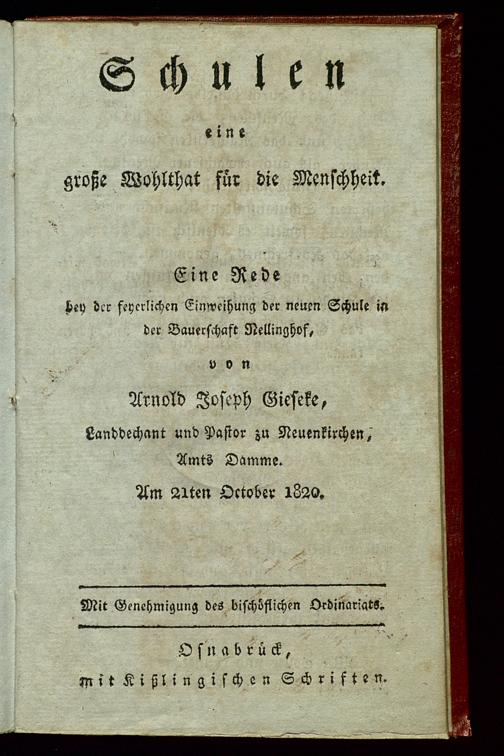 Schulen
eine
große Wohlthat für die Menschheit.
Eine Rede
bey der feyerlichen Einweihung der neuen Schule in
der Bauerschaft Nellinghof,
von
Arnold Joseph Gieseke,
Landdechant und Pastor zu Neuenkirchen,
Amts Damme.
Am 21ten October 1820.
Mit Genehmigung des bischöflichen Ordinariats.
Osnabrück,
mit Kißlingischen Schriften.